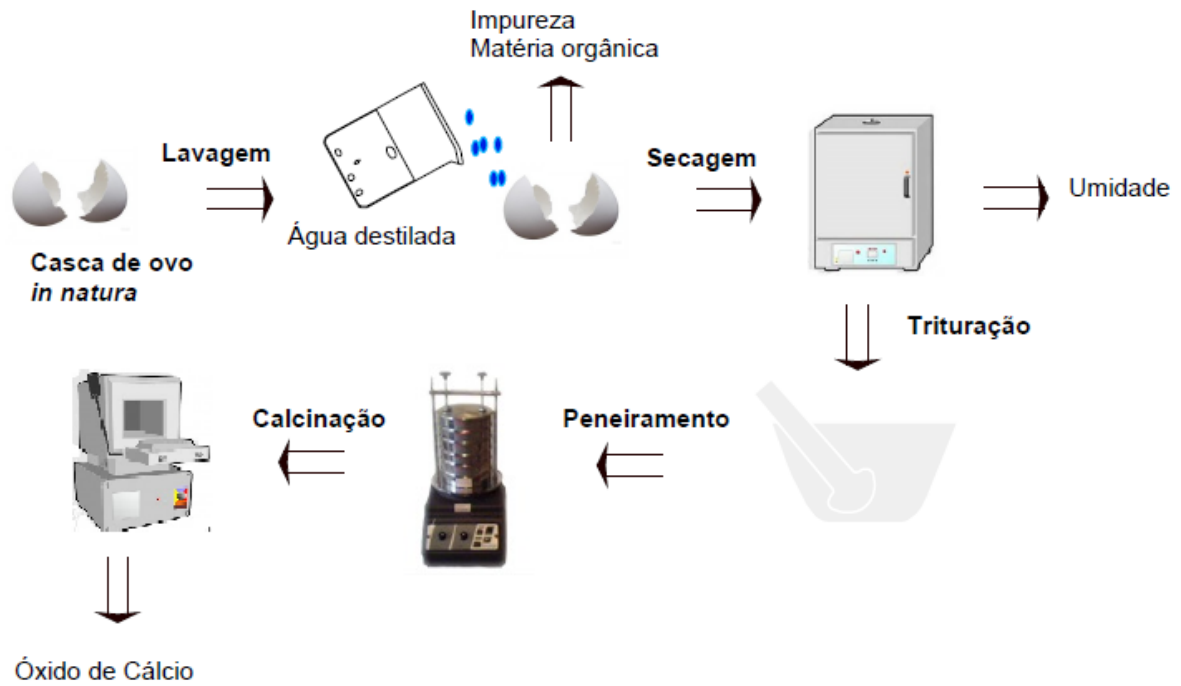 Impureza
Matéria orgânica
Lavagem
Secagem
Umidade
Água destilada
Casca de ovo
in natura
Trituração
Calcinação
Peneiramento
Óxido de Cálcio